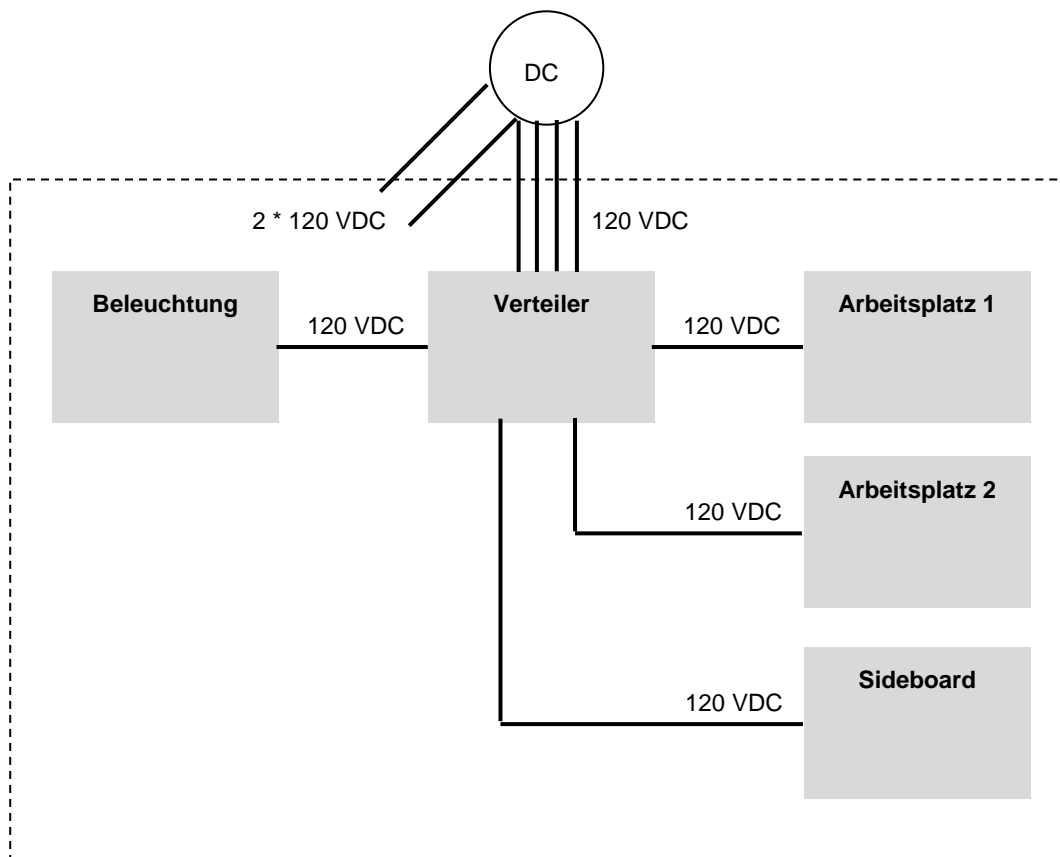 DC
2 * 120 VDC
120 VDC
Beleuchtung
Verteiler
Arbeitsplatz 1
120 VDC
120 VDC
Arbeitsplatz 2
120 VDC
Sideboard
120 VDC